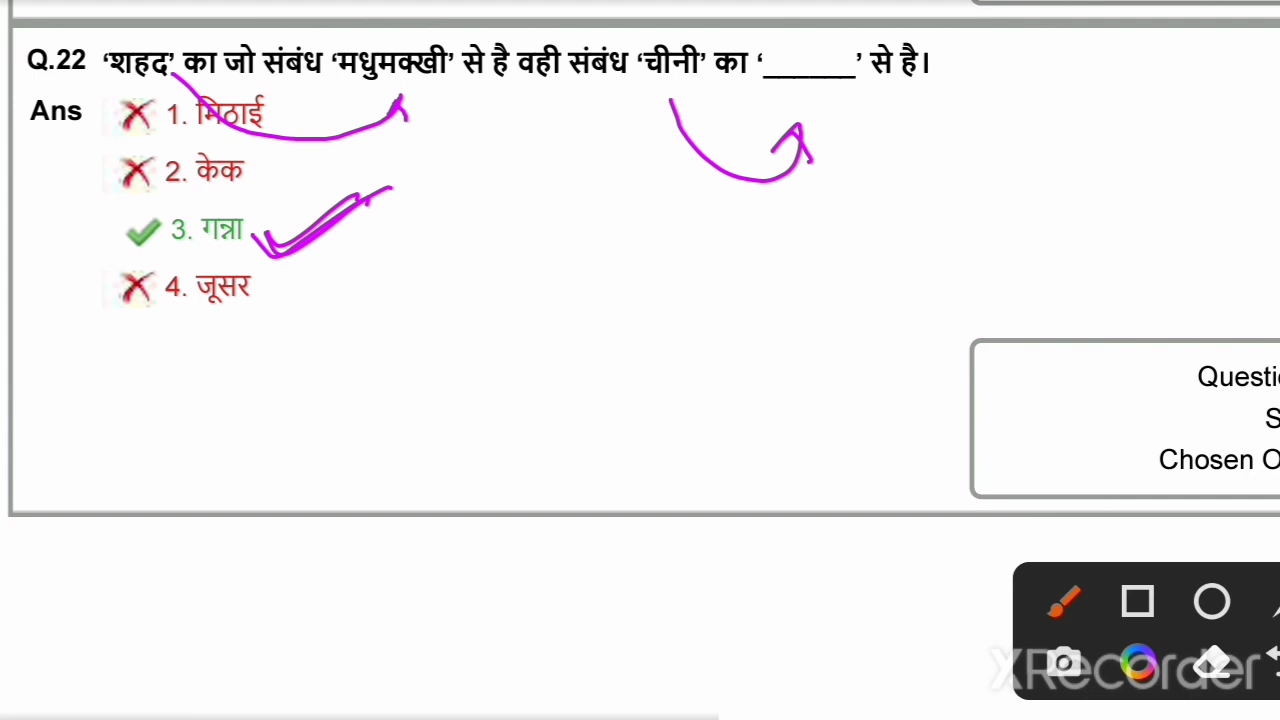 Q.22 ‘शहद’ का जो संबंध ‘मधुमक्खी’ से है वही संबंध ‘चीनी’ का ‘______’ से है।
Ans 1. मिठाई
2. केक
3. गन्ना
4. जूसर
Questi
S
Chosen O
XRecorder